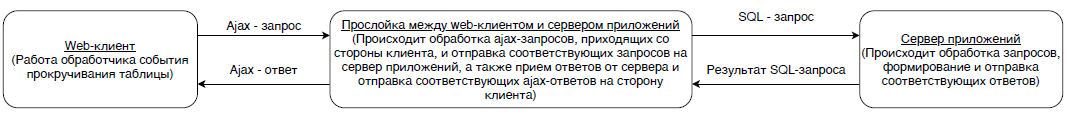 Web-клиент
(Работа обработчика события
прокручивания таблицы)
Ajax - запрос
Ajax - ответ
Прослойка между web-клиентом и сервером приложений
(Происходит обработка ajax-запросов, приходящих со
стороны клиента, и отправка соответствующих запросов на
сервер приложений, а также прием ответов от сервера и
отправка соответствующих ajax-ответов на сторону
клиента)
SQL - запрос
Результат SQL-запроса
Сервер приложений
(Происходит обработка запросов,
формирование и отправка
соответствующих ответов)